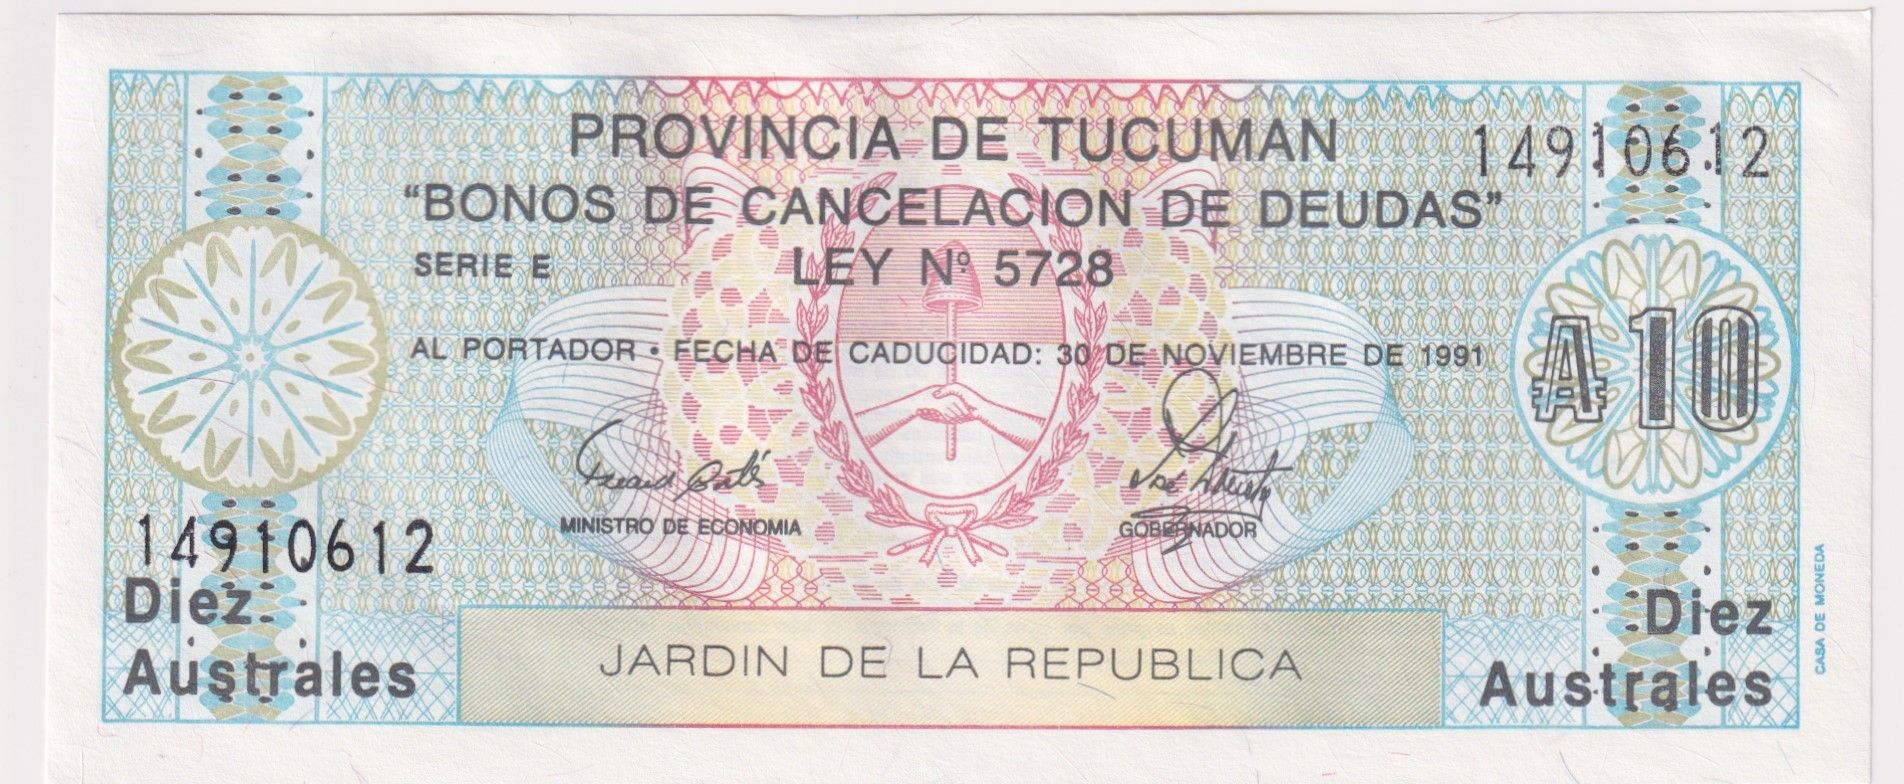 PROVINCIA DE TUCUMAN
14910612
"BONOS DE CANCELACION DE DEUDAS"
SERIE E
LEY Nº 5728
AL PORTADOR • FECHA DE CADUCIDAD: 30 DE NOVIEMBRE DE 1991
₳ 10
MINISTRO DE ECONOMIA
GOBERNADOR
14910612
Diez
Australes
JARDIN DE LA REPUBLICA
Diez
Australes
CASA DE MONEDA